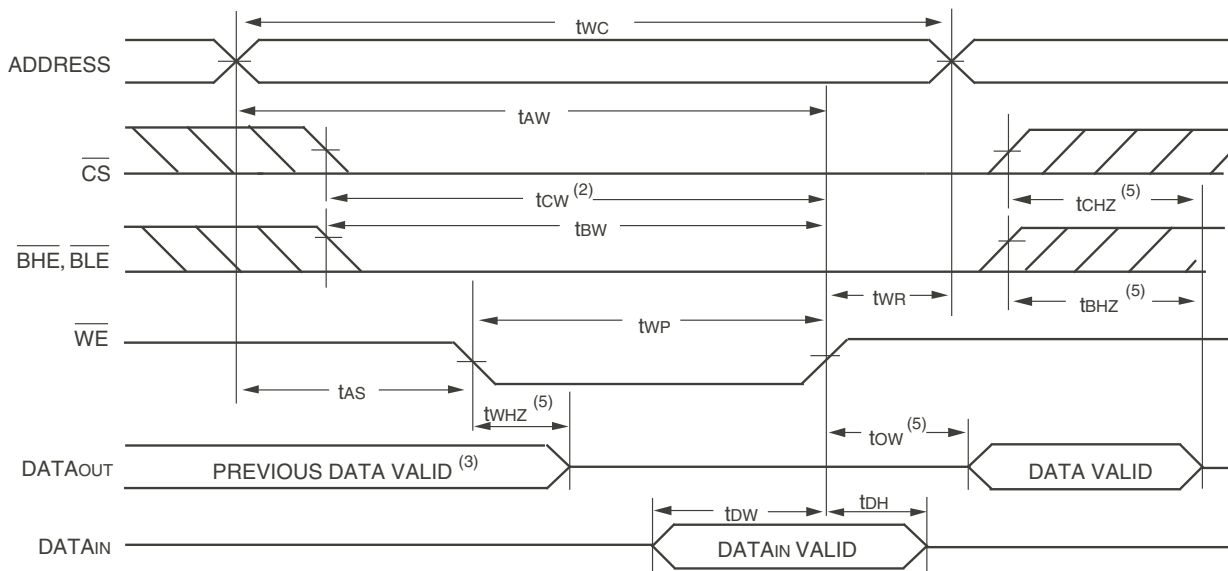 tWC
ADDRESS
tAW
CS
tCW (2)
tCHZ (5)
tBW
BHE, BLE
tWR
tBHZ (5)
tWP
WE
tAS
tWHZ (5)
tOW (5)
DATAOUT
PREVIOUS DATA VALID (3)
DATA VALID
tDW
tDH
DATAIN
DATAIN VALID